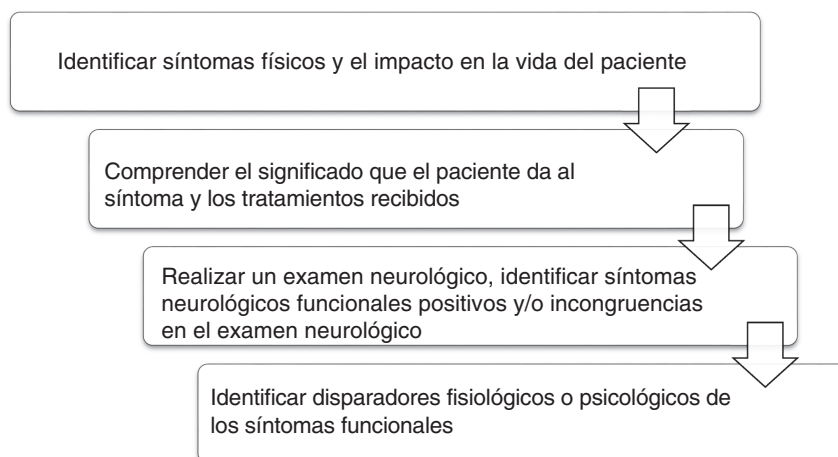 Identificar síntomas físicos y el impacto en la vida del paciente
Comprender el significado que el paciente da al
síntoma y los tratamientos recibidos
Realizar un examen neurológico, identificar síntomas
neurológicos funcionales positivos y/o incongruencias
en el examen neurológico
Identificar disparadores fisiológicos o psicológicos de
los síntomas funcionales